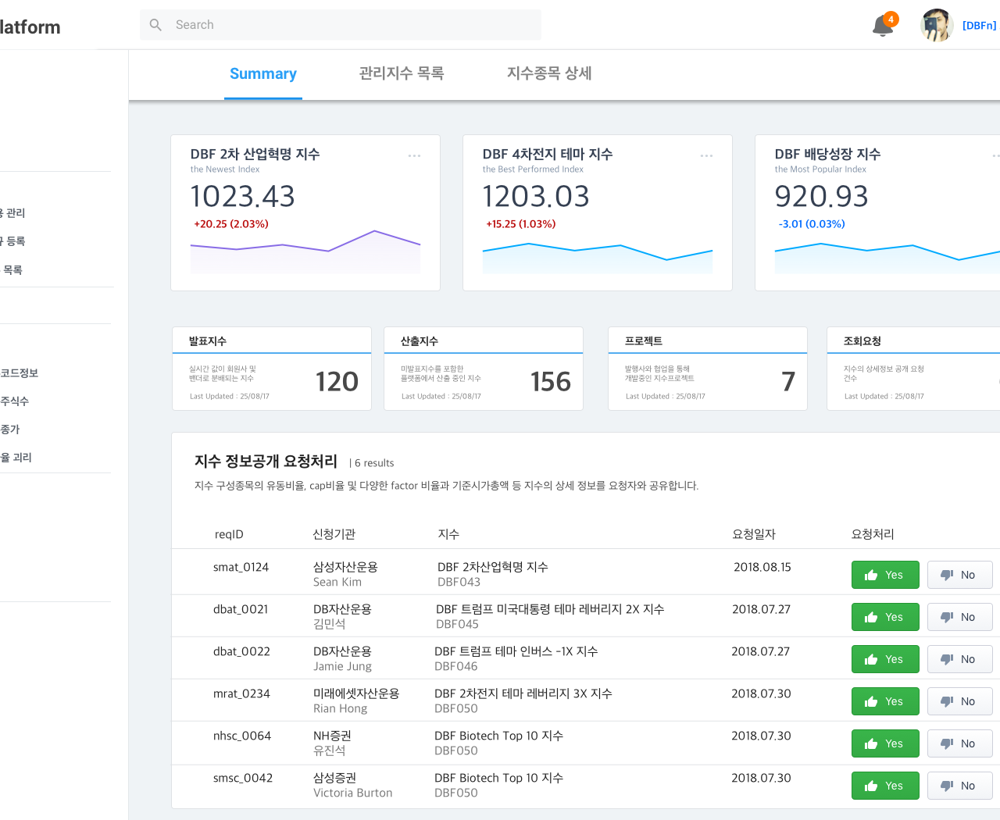 latform
Search
4
[DBFn]
Summary
관리지수 목록
지수종목 상세
관리
등록
목록
코드정보
주식수
종가
율 괴리
DBF 2차 산업혁명 지수
the Newest Index
1023.43
+20.25 (2.03%)
DBF 4차전지 테마 지수
the Best Performed Index
1203.03
+15.25 (1.03%)
DBF 배당성장 지수
the Most Popular Index
920.93
-3.01 (0.03%)
발표지수
실시간 값이 회원사 및
밴더로 분배되는 지수
120
Last Updated : 25/08/17
산출지수
미발표지수를 포함한
플랫폼에서 산출 중인 지수
156
Last Updated : 25/08/17
프로젝트
발행사와 협업을 통해
개발중인 지수프로젝트
7
Last Updated : 25/08/17
조회요청
지수의 상세정보 공개 요청
건수
Last Updated : 25/08/17
지수 정보공개 요청처리 | 6 results
지수 구성종목의 유동비율, cap비율 및 다양한 factor 비율과 기준시가총액 등 지수의 상세 정보를 요청자와 공유합니다.
reqID 신청기관 지수 요청일자 요청처리
smat_0124 삼성자산운용 DBF 2차산업혁명 지수 2018.08.15 Yes No
Sean Kim DBF043
dbat_0021 DB자산운용 DBF 트럼프 미국대통령 테마 레버리지 2X 지수 2018.07.27 Yes No
김민석 DBF045
dbat_0022 DB자산운용 DBF 트럼프 테마 인버스 -1X 지수 2018.07.27 Yes No
Jamie Jung DBF046
mrat_0234 미래에셋자산운용 DBF 2차전지 테마 레버리지 3X 지수 2018.07.30 Yes No
Rian Hong DBF050
nhsc_0064 NH증권 DBF Biotech Top 10 지수 2018.07.30 Yes No
유진석 DBF050
smsc_0042 삼성증권 DBF Biotech Top 10 지수 2018.07.30 Yes No
Victoria Burton DBF050